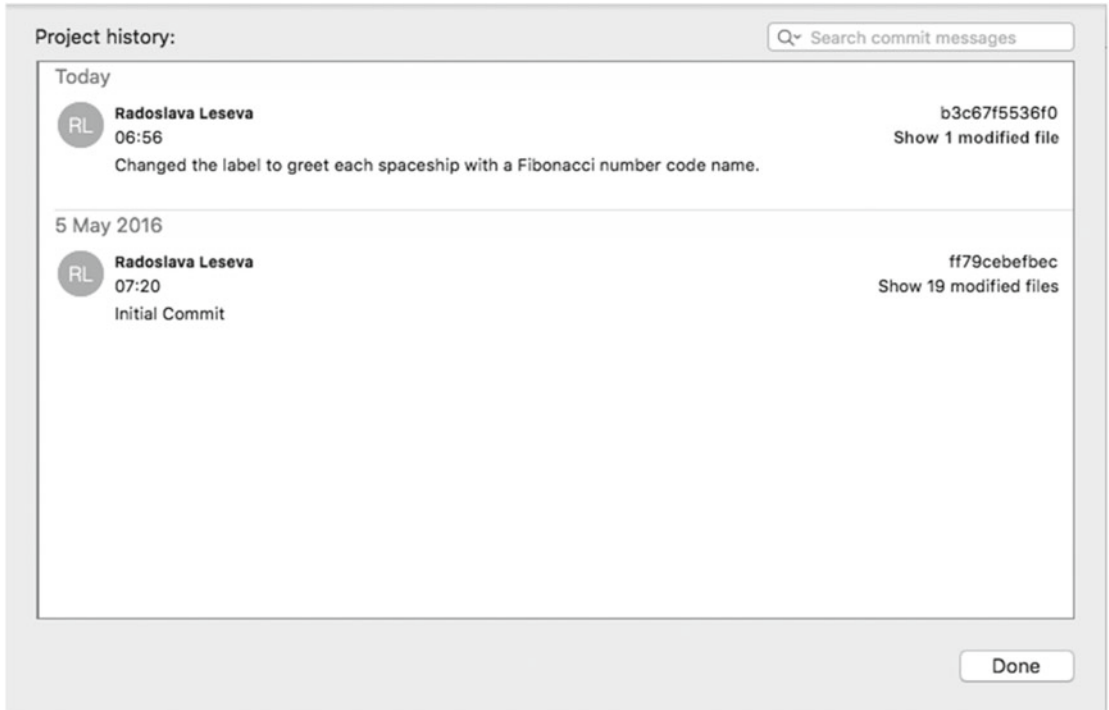 Project history:
Search commit messages
Today
RL
Radoslava Leseva
b3c67f5536f0
06:56
Show 1 modified file
Changed the label to greet each spaceship with a Fibonacci number code name.
5 May 2016
RL
Radoslava Leseva
ff79cebefbec
07:20
Show 19 modified files
Initial Commit
Done